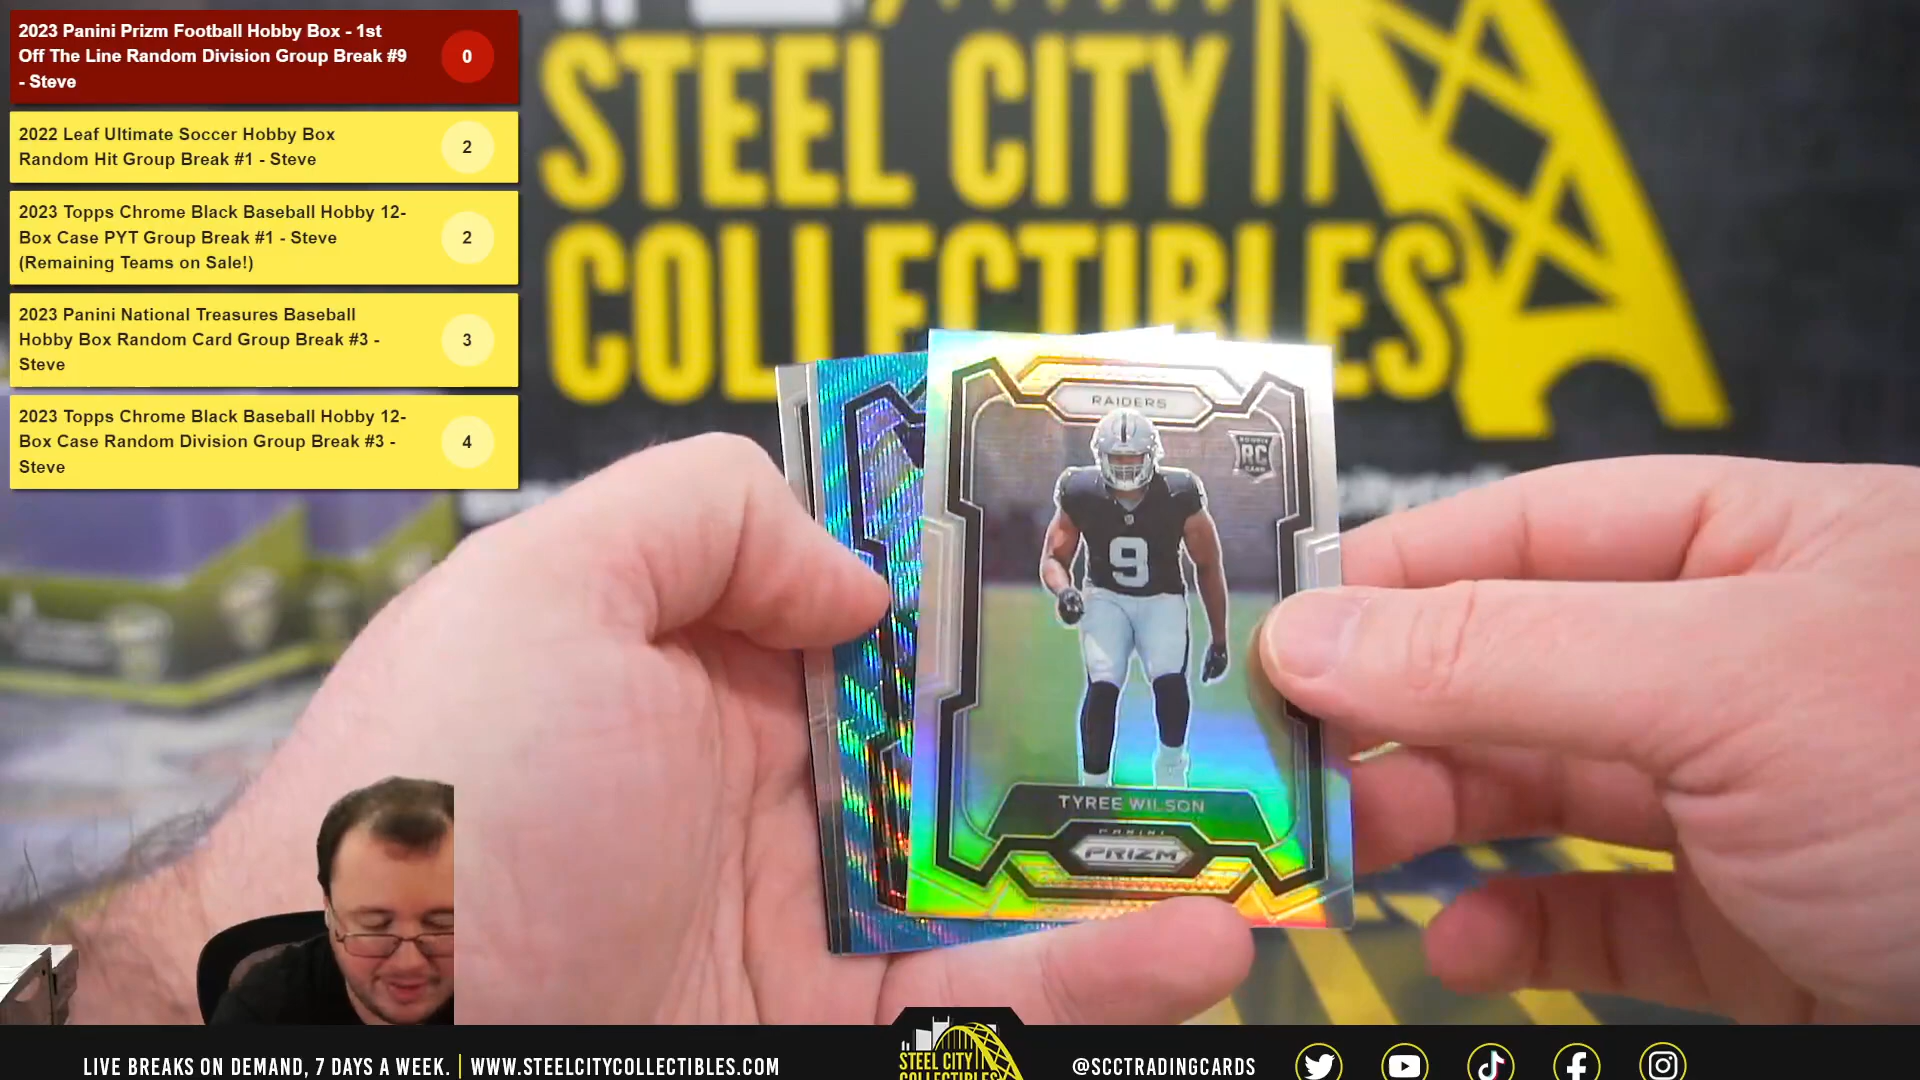 2023 Panini Prizm Football Hobby Box - 1st
Off The Line Random Division Group Break #9
- Steve
0
2022 Leaf Ultimate Soccer Hobby Box
Random Hit Group Break #1 - Steve
2
2023 Topps Chrome Black Baseball Hobby 12-
Box Case PYT Group Break #1 - Steve
(Remaining Teams on Sale!)
2
2023 Panini National Treasures Baseball
Hobby Box Random Card Group Break #3 -
Steve
3
2023 Topps Chrome Black Baseball Hobby 12-
Box Case Random Division Group Break #3 -
Steve
4
STEEL CITY
COLLECTIBLES
RAIDERS
RC
9
TYREE WILSON
PANINI
PRIZM
LIVE BREAKS ON DEMAND, 7 DAYS A WEEK. | WWW.STEELCITYCOLLECTIBLES.COM
STEEL CITY
COLLECTIBLES
@SCCTRADINGCARDS